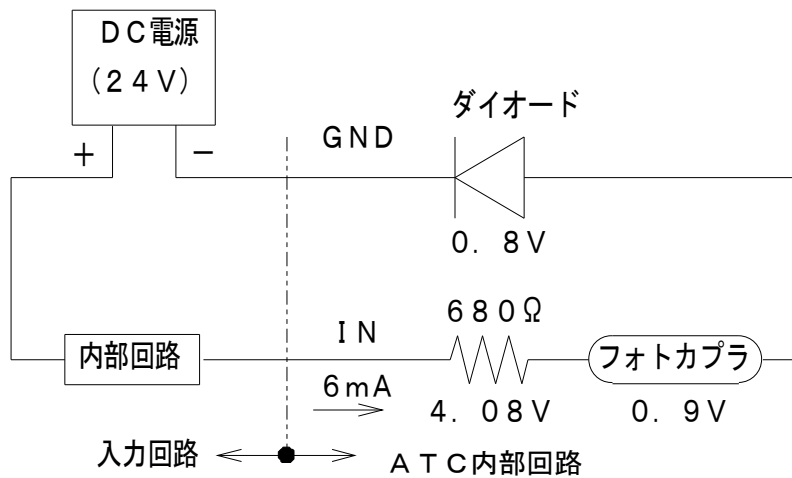 DC電源
(24V)
+
−
GND
ダイオード
0.8V
内部回路
IN
6mA
680Ω
4.08V
フォトカプラ
0.9V
入力回路
ATC内部回路